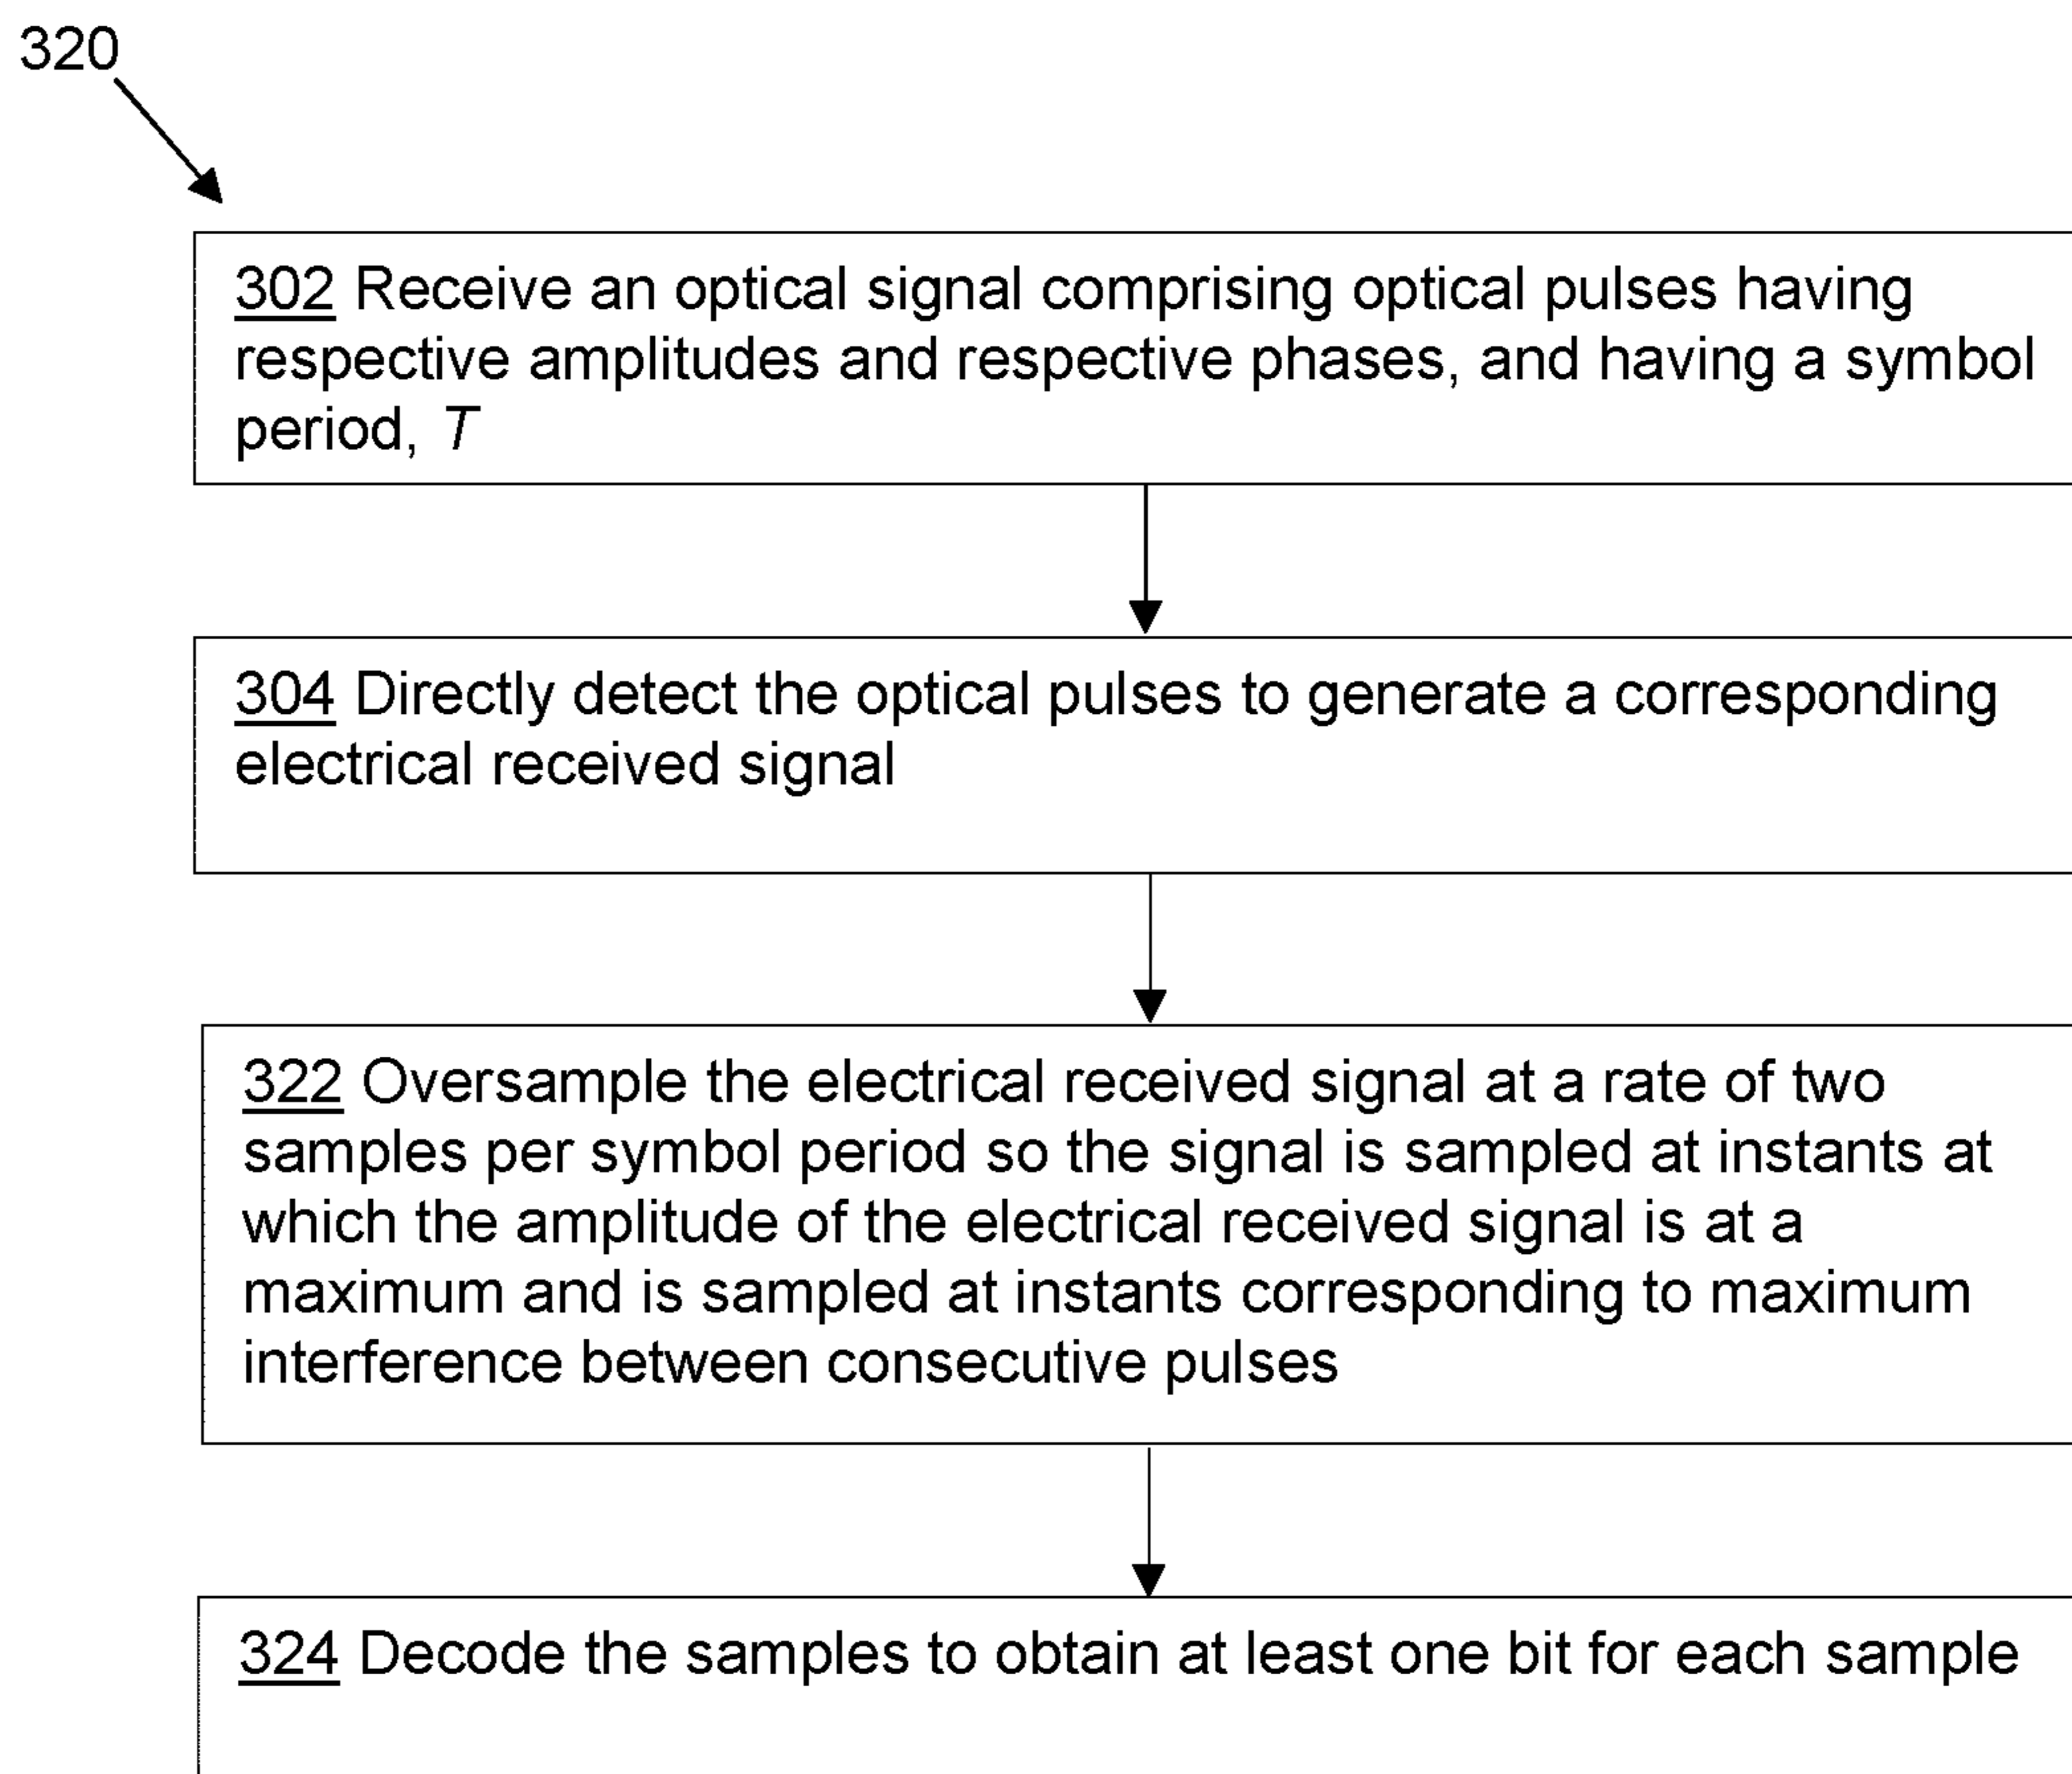 320
302 Receive an optical signal comprising optical pulses having
respective amplitudes and respective phases, and having a symbol
period, T
304 Directly detect the optical pulses to generate a corresponding
electrical received signal
322 Oversample the electrical received signal at a rate of two
samples per symbol period so the signal is sampled at instants at
which the amplitude of the electrical received signal is at a
maximum and is sampled at instants corresponding to maximum
interference between consecutive pulses
324 Decode the samples to obtain at least one bit for each sample